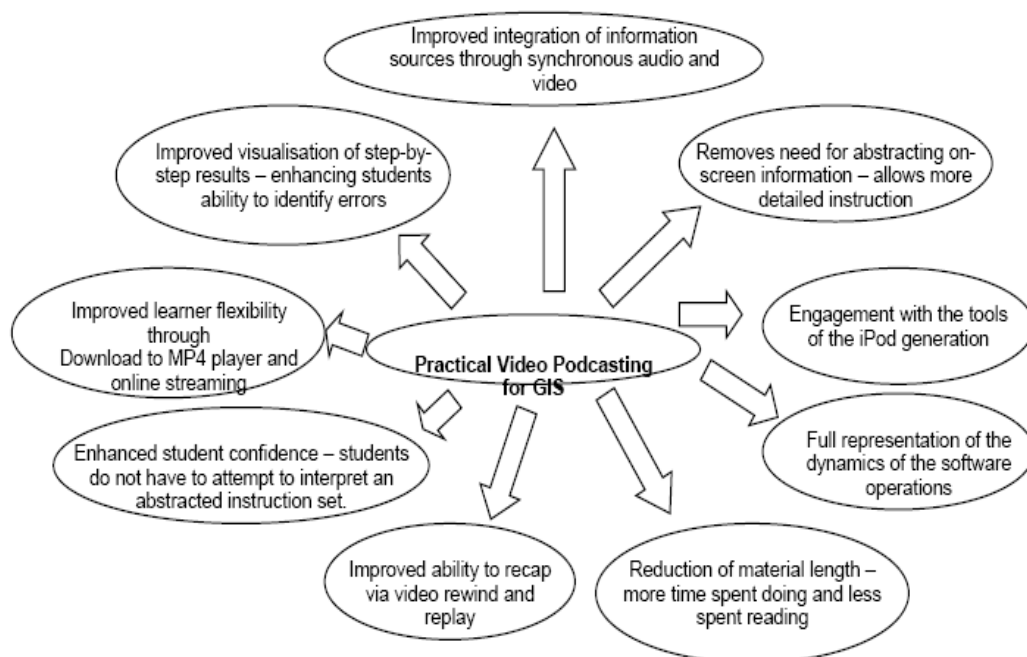 Improved integration of information
sources through synchronous audio and
video
Improved visualisation of step-by-
step results – enhancing students
ability to identify errors
Removes need for abstracting on-
screen information – allows more
detailed instruction
Improved learner flexibility
through
Download to MP4 player and
online streaming
Practical Video Podcasting
for GIS
Engagement with the tools
of the iPod generation
Enhanced student confidence – students
do not have to attempt to interpret an
abstracted instruction set.
Full representation of the
dynamics of the software
operations
Improved ability to recap
via video rewind and
replay
Reduction of material length –
more time spent doing and less
spent reading